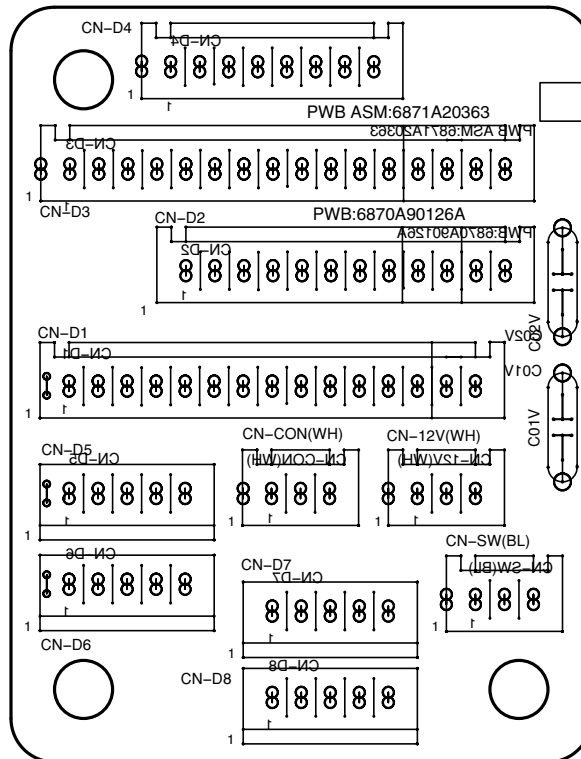 CN-D4
CN-D4
1
1
PWB ASM:6871A20363
PWB ASM:6871A20363
CN-D3
1
1
CN-D3
CN-D2
PWB:6870A90126A
PWB:6870A90126A
CN-D2
1
1
C02V
C02V
CN-D1
CN-D1
1
1
C01V
C01V
CN-CON(WH)
CN-CON(WH)
1
1
CN-12V(WH)
CN-12V(WH)
1
1
CN-D5
CN-D5
1
1
CN-SW(BL)
CN-SW(BL)
1
1
CN-D6
1
1
CN-D6
CN-D7
CN-D7
1
1
CN-D8
CN-D8
1
1